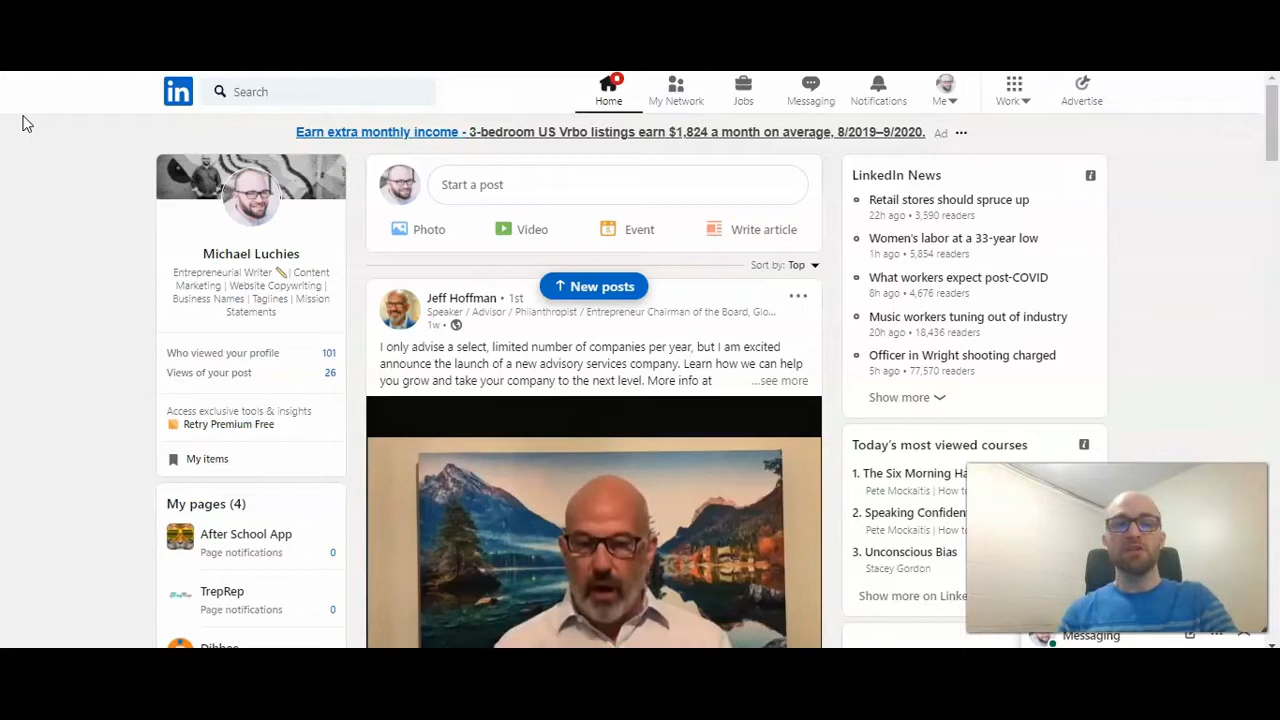 in
Search
Home
My Network
Jobs
Messaging
Notifications
Me
Work
Advertise
Earn extra monthly income - 3-bedroom US Vrbo listings earn $1,824 a month on average, 8/2019–9/2020. Ad •••
Michael Luchies
Entrepreneurial Writer ✏️ | Content
Marketing | Website Copywriting |
Business Names | Taglines | Mission
Statements
Who viewed your profile 101
Views of your post 26
Access exclusive tools & insights
Retry Premium Free
My items
My pages (4)
After School App
Page notifications 0
TrepRep
Page notifications 0
Start a post
Photo
Video
Event
Write article
Sort by: Top
↑ New posts
Jeff Hoffman • 1st
Speaker / Advisor / Philantropist / Entrepreneur Chairman of the Board, Glo...
1w •
I only advise a select, limited number of companies per year, but I am excited
announce the launch of a new advisory services company. Learn how we can help
you grow and take your company to the next level. More info at ...see more
LinkedIn News
Retail stores should spruce up
22h ago • 3,590 readers
Women's labor at a 33-year low
1h ago • 5,854 readers
What workers expect post-COVID
8h ago • 4,676 readers
Music workers tuning out of industry
20h ago • 18,436 readers
Officer in Wright shooting charged
5h ago • 77,570 readers
Show more
Today's most viewed courses
1. The Six Morning Ha
Pete Mockaitis | How to
2. Speaking Confiden
Pete Mockaitis | How to
3. Unconscious Bias
Stacey Gordon
Show more on Linke
Messaging